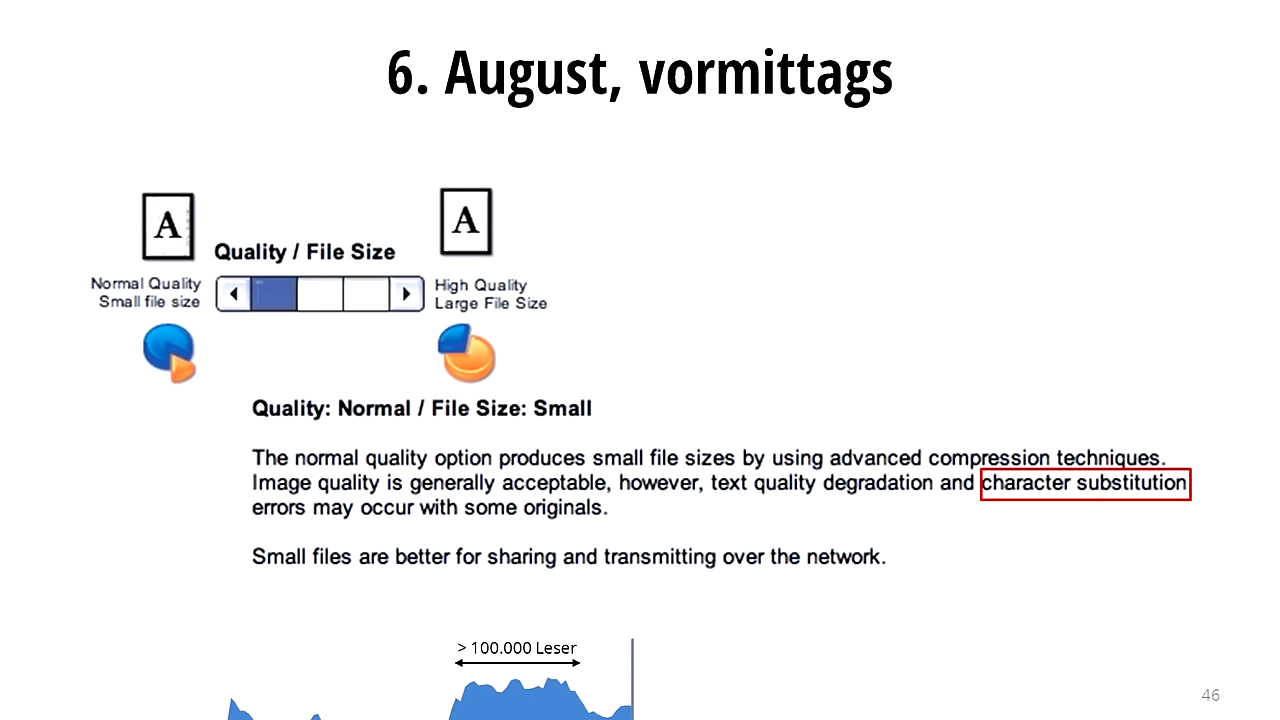 6. August, vormittags
A
A
Quality / File Size
Normal Quality
Small file size
High Quality
Large File Size
Quality: Normal / File Size: Small
The normal quality option produces small file sizes by using advanced compression techniques.
Image quality is generally acceptable, however, text quality degradation and character substitution
errors may occur with some originals.
Small files are better for sharing and transmitting over the network.
> 100.000 Leser
46